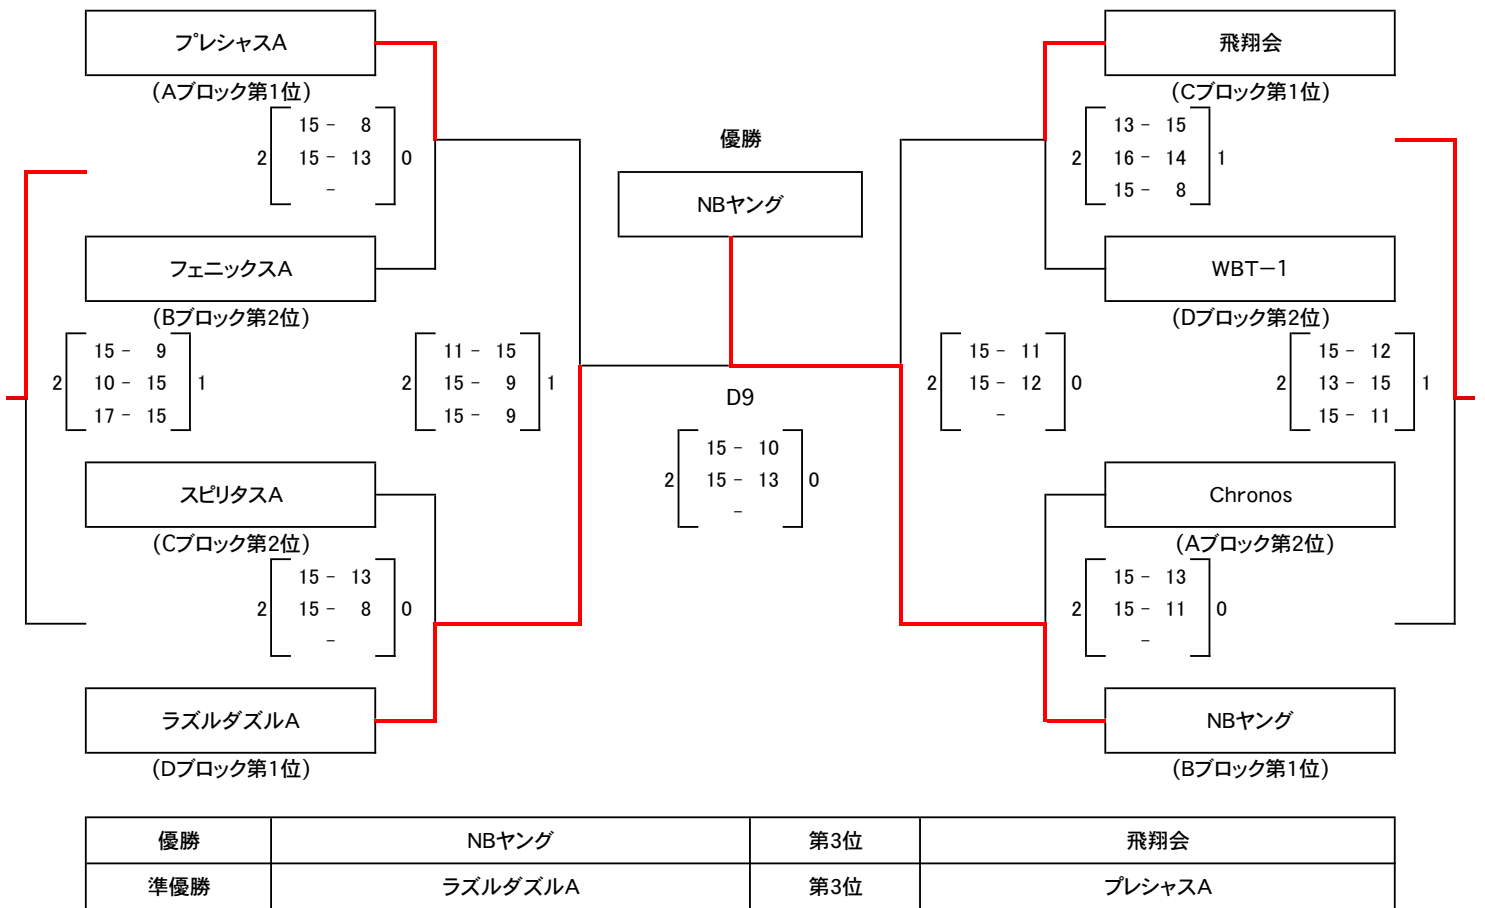 プレシャスA
(Aブロック第1位)
2 15 - 8 0
15 - 13
-
フェニックスA
(Bブロック第2位)
2 15 - 9 1
10 - 15
17 - 15
2 11 - 15 1
15 - 9
15 - 9
スピリタスA
(Cブロック第2位)
2 15 - 13 0
15 - 8
-
ラズルダズルA
(Dブロック第1位)
優勝
NBヤング
D9
2 15 - 10 0
15 - 13
-
飛翔会
(Cブロック第1位)
2 13 - 15 1
16 - 14
15 - 8
WBT－1
(Dブロック第2位)
2 15 - 11 0
15 - 12
-
2 15 - 12 1
13 - 15
15 - 11
Chronos
(Aブロック第2位)
2 15 - 13 0
15 - 11
-
NBヤング
(Bブロック第1位)
優勝 NBヤング 第3位 飛翔会
準優勝 ラズルダズルA 第3位 プレシャスA